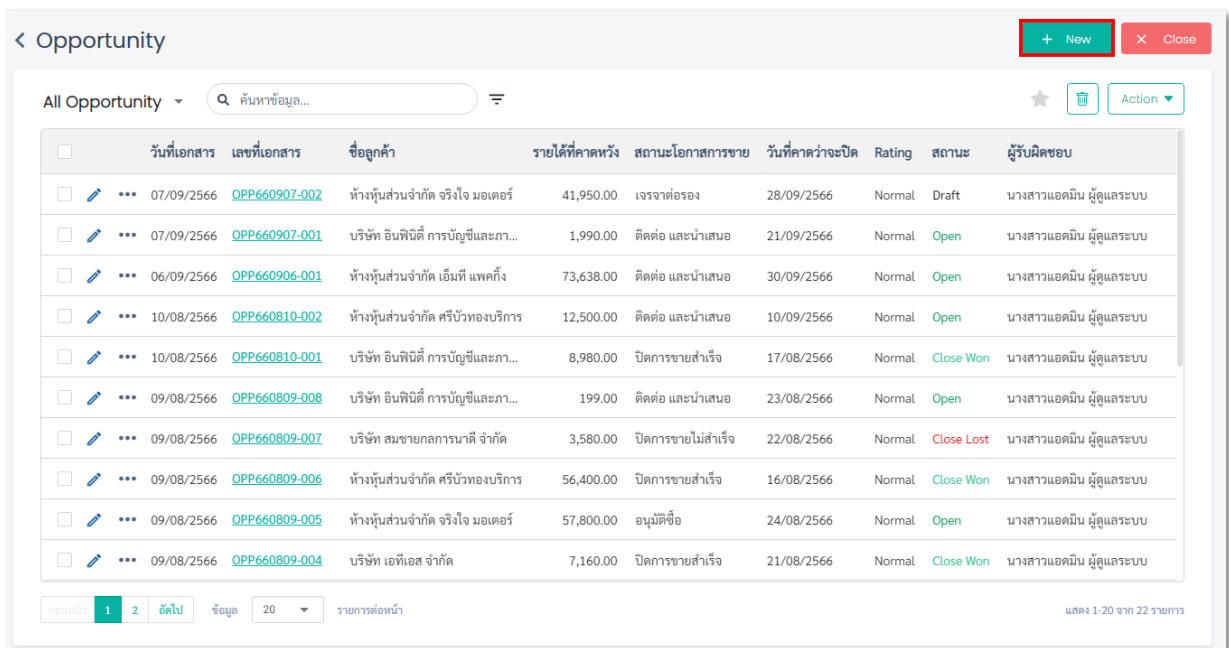 Opportunity + New × Close
All Opportunity ค้นหาข้อมูล... Action
วันที่เอกสาร เลขที่เอกสาร ชื่อลูกค้า รายได้ที่คาดหวัง สถานะโอกาสการขาย วันที่คาดว่าจะปิด Rating สถานะ ผู้รับผิดชอบ
07/09/2566 OPP660907-002 ห้างหุ้นส่วนจำกัด จริงใจ มอเตอร์ 41,950.00 เจรจาต่อรอง 28/09/2566 Normal Draft นางสาวแอดมิน ผู้ดูแลระบบ
07/09/2566 OPP660907-001 บริษัท อินฟินิตี้ การบัญชีและภา... 1,990.00 ติดต่อ และนำเสนอ 21/09/2566 Normal Open นางสาวแอดมิน ผู้ดูแลระบบ
06/09/2566 OPP660906-001 ห้างหุ้นส่วนจำกัด เอ็มที แพคกิ้ง 73,638.00 ติดต่อ และนำเสนอ 30/09/2566 Normal Open นางสาวแอดมิน ผู้ดูแลระบบ
10/08/2566 OPP660810-002 ห้างหุ้นส่วนจำกัด ศรีบัวทองบริการ 12,500.00 ติดต่อ และนำเสนอ 10/09/2566 Normal Open นางสาวแอดมิน ผู้ดูแลระบบ
10/08/2566 OPP660810-001 บริษัท อินฟินิตี้ การบัญชีและภา... 8,980.00 ปิดการขายสำเร็จ 17/08/2566 Normal Close Won นางสาวแอดมิน ผู้ดูแลระบบ
09/08/2566 OPP660809-008 บริษัท อินฟินิตี้ การบัญชีและภา... 199.00 ติดต่อ และนำเสนอ 23/08/2566 Normal Open นางสาวแอดมิน ผู้ดูแลระบบ
09/08/2566 OPP660809-007 บริษัท สมชายกลการนาดี จำกัด 3,580.00 ปิดการขายไม่สำเร็จ 22/08/2566 Normal Close Lost นางสาวแอดมิน ผู้ดูแลระบบ
09/08/2566 OPP660809-006 ห้างหุ้นส่วนจำกัด ศรีบัวทองบริการ 56,400.00 ปิดการขายสำเร็จ 16/08/2566 Normal Close Won นางสาวแอดมิน ผู้ดูแลระบบ
09/08/2566 OPP660809-005 ห้างหุ้นส่วนจำกัด จริงใจ มอเตอร์ 57,800.00 อนุมัติซื้อ 24/08/2566 Normal Open นางสาวแอดมิน ผู้ดูแลระบบ
09/08/2566 OPP660809-004 บริษัท เอทีเอส จำกัด 7,160.00 ปิดการขายสำเร็จ 21/08/2566 Normal Close Won นางสาวแอดมิน ผู้ดูแลระบบ
ก่อนหน้า 1 2 ถัดไป ข้อมูล 20 รายการต่อหน้า แสดง 1-20 จาก 22 รายการ